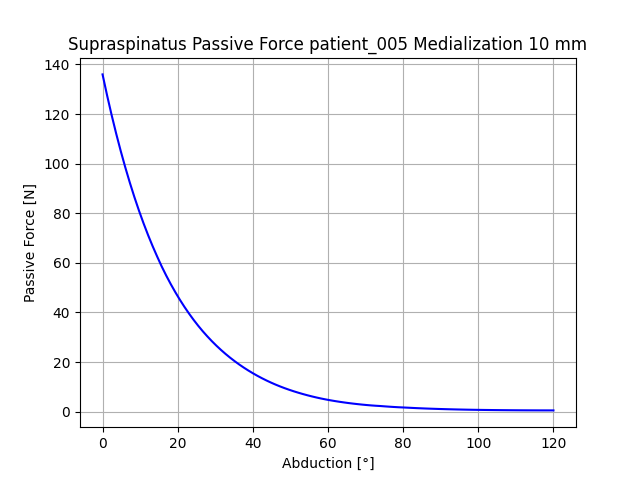 Supraspinatus Passive Force patient_005 Medialization 10 mm
140
120
100
80
60
40
20
0
Passive Force [N]
0 20 40 60 80 100 120
Abduction [°]